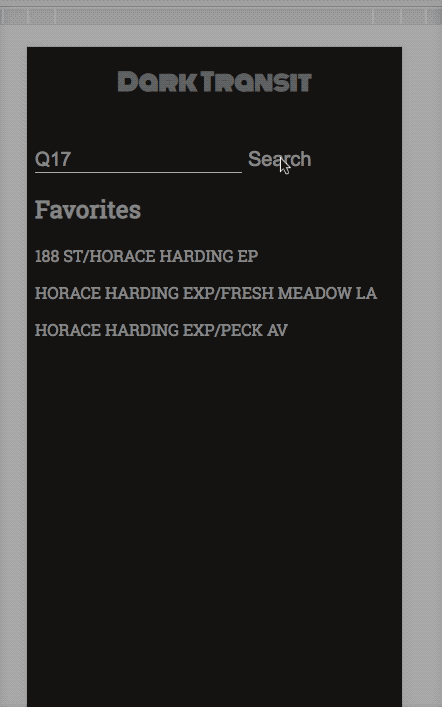 DarkTransit
Q17 Search
Favorites
188 ST/HORACE HARDING EP
HORACE HARDING EXP/FRESH MEADOW LA
HORACE HARDING EXP/PECK AV